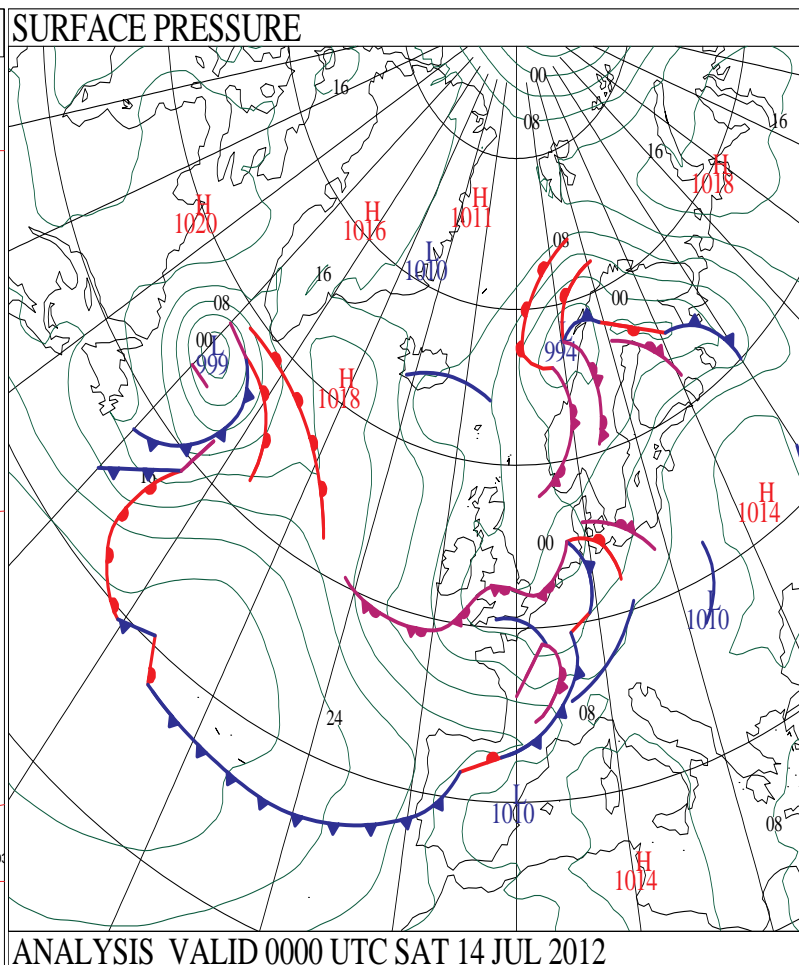 SURFACE PRESSURE
00
16
08
16
16
H
1018
H
1020
H
1016
H
1011
08
L
1010
16
00
08
00
L
999
L
994
H
1018
16
H
1014
00
L
1010
24
08
L
1010
08
H
1014
ANALYSIS VALID 0000 UTC SAT 14 JUL 2012